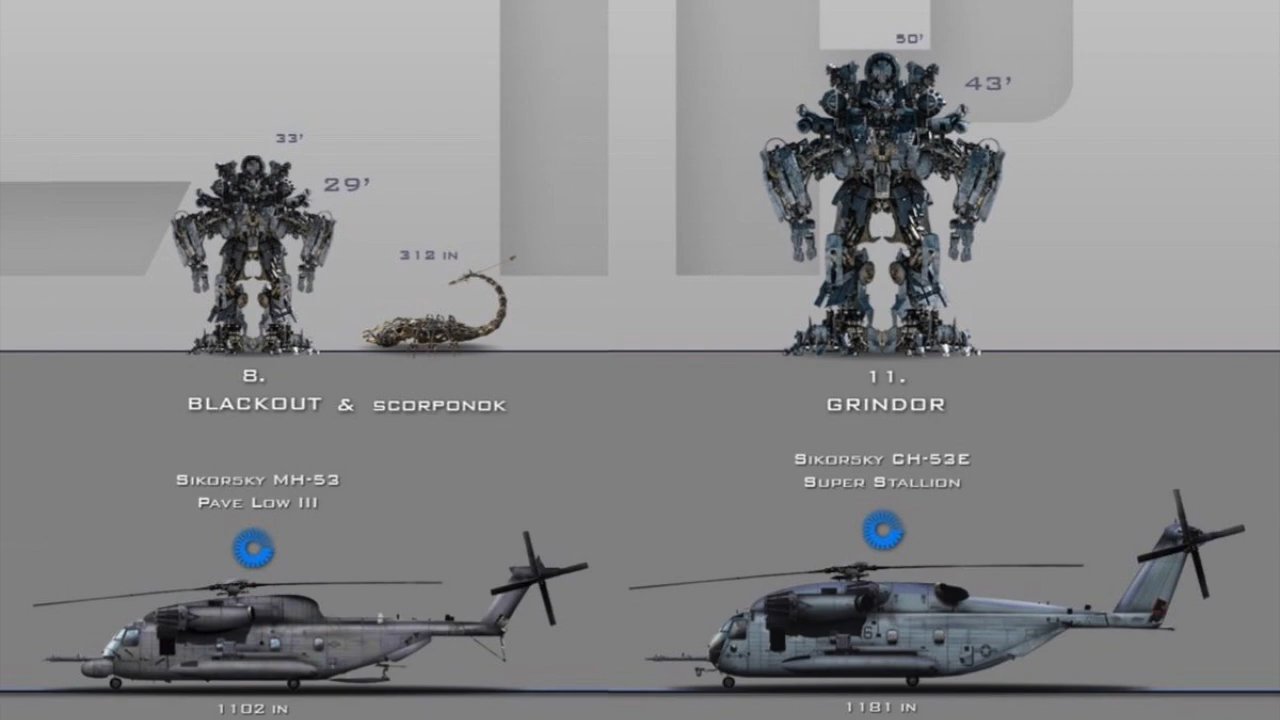 50'
43'
33'
29'
312 IN
8.
11.
BLACKOUT & SCORPONOK
GRINDOR
SIKORSKY MH-53
PAVE LOW III
SIKORSKY CH-53E
SUPER STALLION
1102 IN
1181 IN